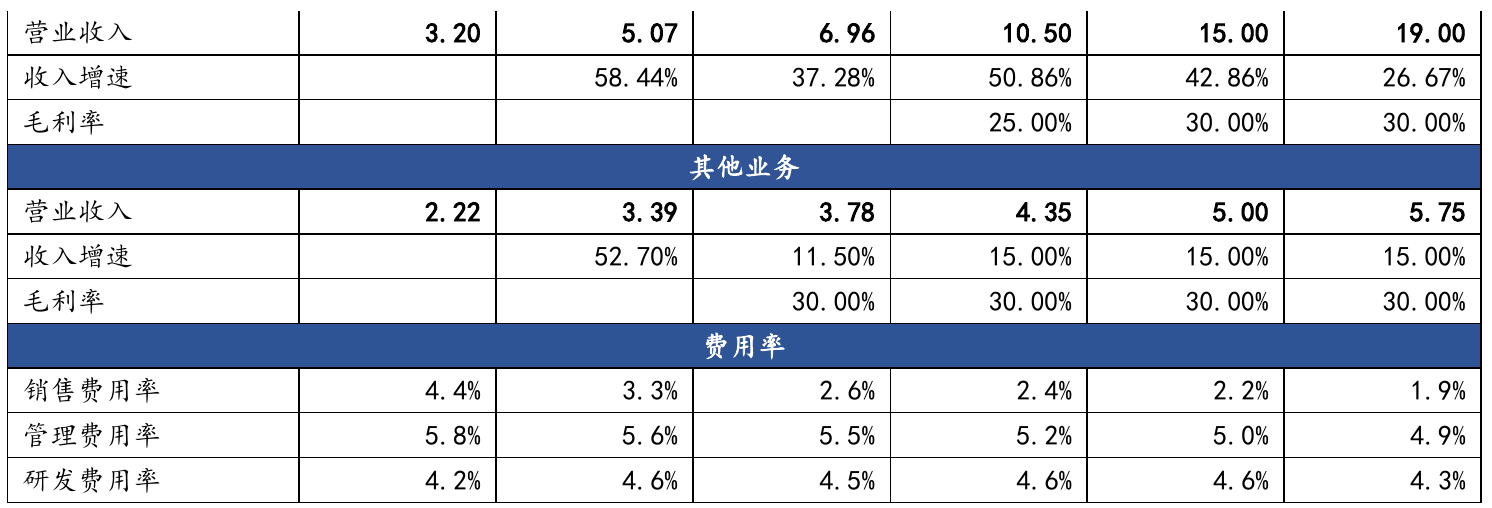 营业收入 3.20 5.07 6.96 10.50 15.00 19.00
收入增速 58.44% 37.28% 50.86% 42.86% 26.67%
毛利率 25.00% 30.00% 30.00%
其他业务
营业收入 2.22 3.39 3.78 4.35 5.00 5.75
收入增速 52.70% 11.50% 15.00% 15.00% 15.00%
毛利率 30.00% 30.00% 30.00% 30.00%
费用率
销售费用率 4.4% 3.3% 2.6% 2.4% 2.2% 1.9%
管理费用率 5.8% 5.6% 5.5% 5.2% 5.0% 4.9%
研发费用率 4.2% 4.6% 4.5% 4.6% 4.6% 4.3%